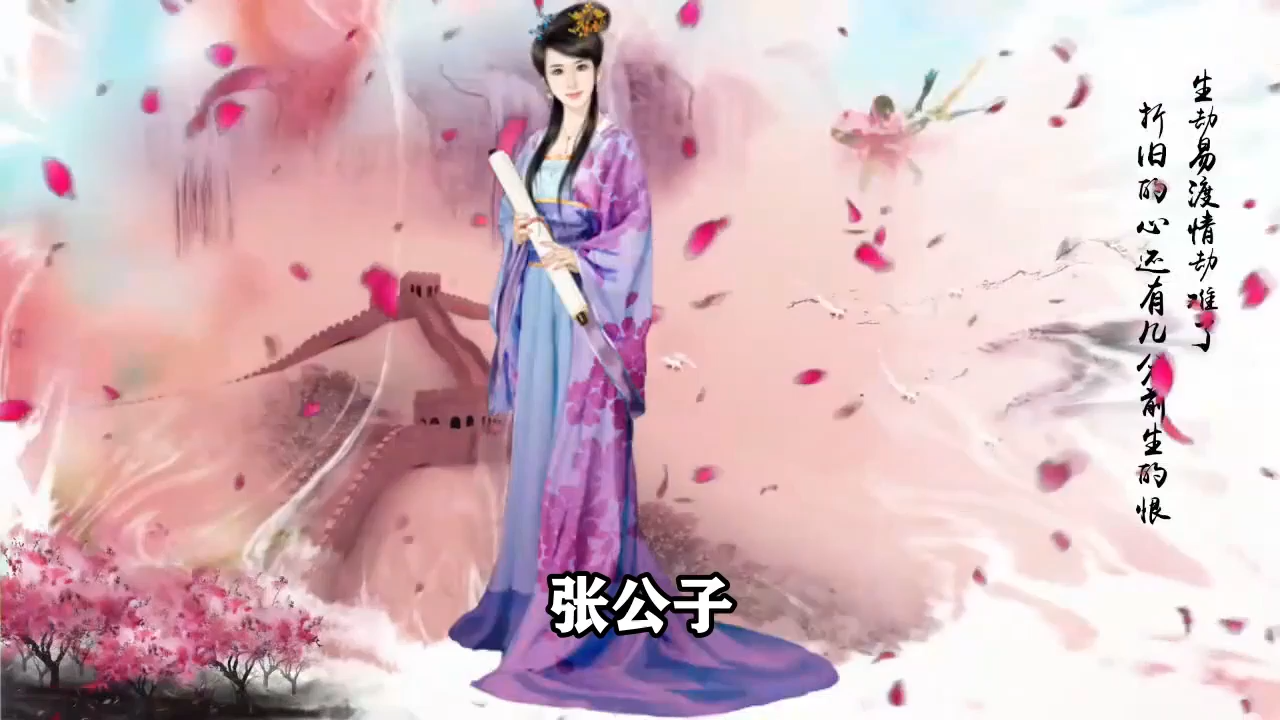 生劫易渡情劫难了
折旧的心还有几分前生的恨
张公子